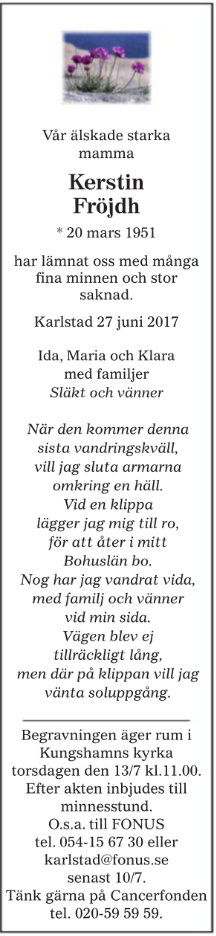 Vår älskade starka
mamma
Kerstin
Fröjdh
* 20 mars 1951
har lämnat oss med många
fina minnen och stor
saknad.
Karlstad 27 juni 2017
Ida, Maria och Klara
med familjer
Släkt och vänner
När den kommer denna
sista vandringskväll,
vill jag sluta armarna
omkring en häll.
Vid en klippa
lägger jag mig till ro,
för att åter i mitt
Bohuslän bo.
Nog har jag vandrat vida,
med familj och vänner
vid min sida.
Vägen blev ej
tillräckligt lång,
men där på klippan vill jag
vänta soluppgång.
Begravningen äger rum i
Kungshamns kyrka
torsdagen den 13/7 kl.11.00.
Efter akten inbjudes till
minnesstund.
O.s.a. till FONUS
tel. 054-15 67 30 eller
karlstad@fonus.se
senast 10/7.
Tänk gärna på Cancerfonden
tel. 020-59 59 59.